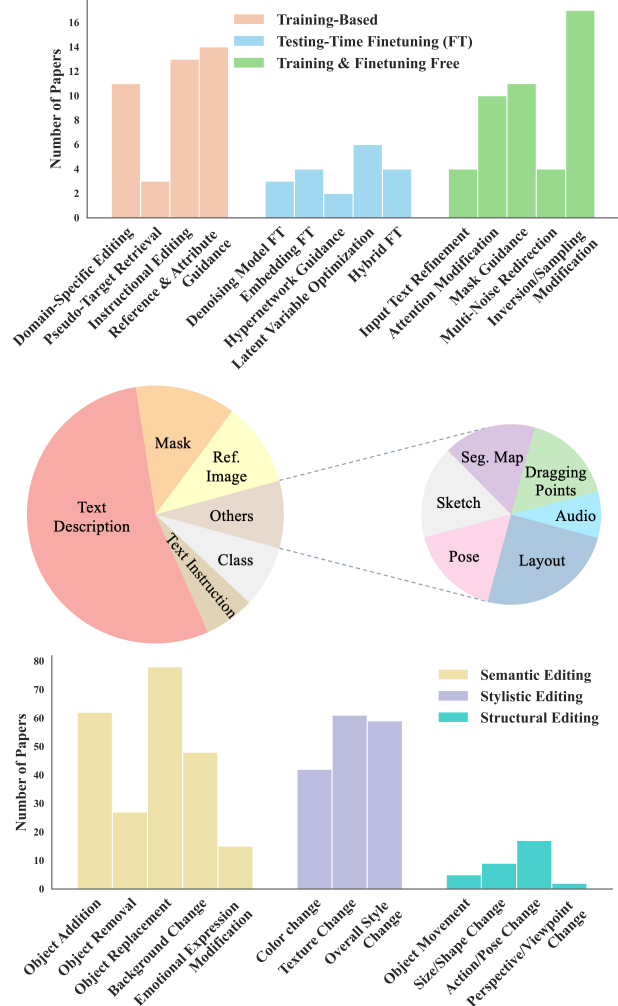 16
14
12
10
8
6
4
2
0
Number of Papers
Training-Based
Testing-Time Finetuning (FT)
Training & Finetuning Free
Domain-Specific Editing
Pseudo-Target Retrieval
Instructional Editing
Reference & Attribute
Guidance
Denoising Model FT
Embedding FT
Hypernetwork Guidance
Latent Variable Optimization
Hybrid FT
Input Text Refinement
Attention Modification
Mask Guidance
Multi-Noise Redirection
Inversion/Sampling
Modification
Mask
Ref.
Image
Text
Description
Others
Class
Text Instruction
Seg. Map
Dragging
Points
Sketch
Audio
Pose
Layout
80
70
60
50
40
30
20
10
0
Number of Papers
Semantic Editing
Stylistic Editing
Structural Editing
Object Addition
Object Removal
Object Replacement
Background Change
Emotional Expression
Modification
Color change
Texture Change
Overall Style
Change
Object Movement
Size/Shape Change
Action/Pose Change
Perspective/Viewpoint
Change